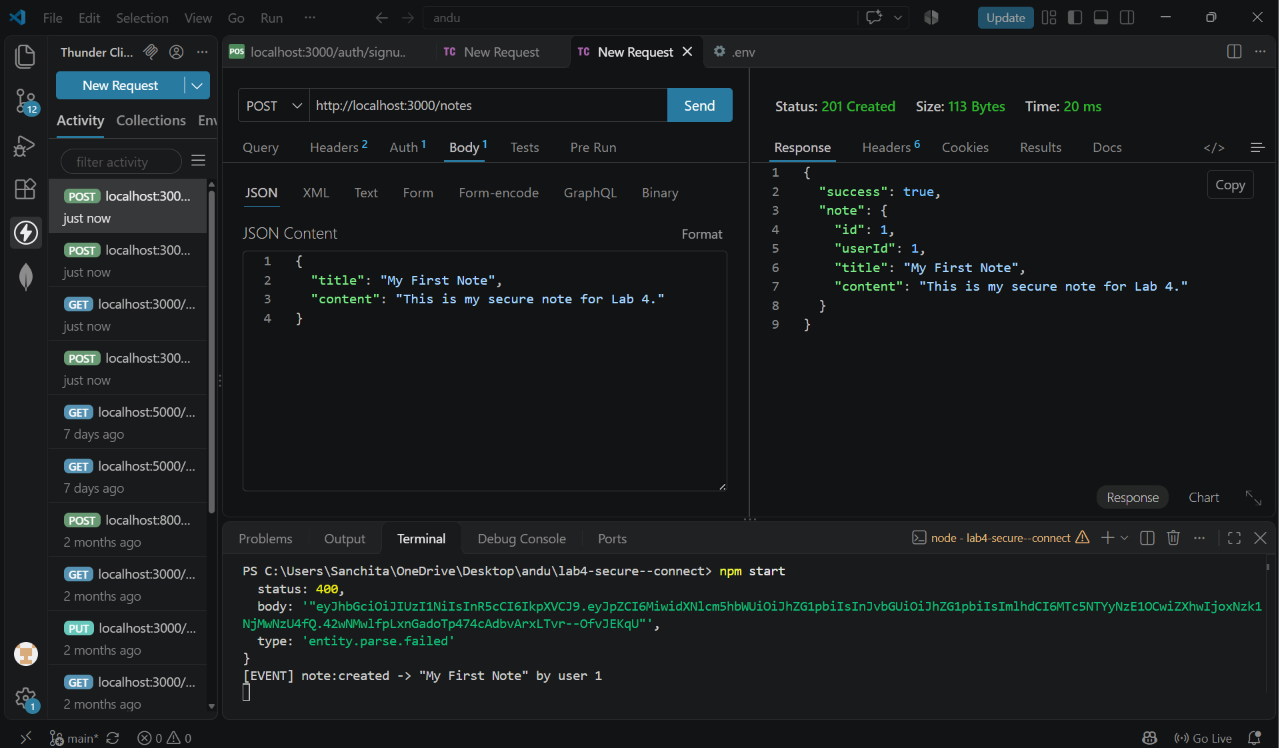 File Edit Selection View Go Run ··· andu Update
Thunder Cli... ···
New Request
Activity Collections Env
filter activity
POST localhost:300...
just now
POST localhost:300...
just now
GET localhost:3000/...
just now
POST localhost:300...
just now
GET localhost:5000/...
7 days ago
GET localhost:5000/...
7 days ago
POST localhost:800...
2 months ago
GET localhost:3000/...
2 months ago
PUT localhost:3000/...
2 months ago
GET localhost:3000/...
2 months ago
12
1
POS localhost:3000/auth/signu.. TC New Request TC New Request .env
POST http://localhost:3000/notes Send
Query Headers 2 Auth 1 Body 1 Tests Pre Run
JSON XML Text Form Form-encode GraphQL Binary
JSON Content Format
1 {
2 "title": "My First Note",
3 "content": "This is my secure note for Lab 4."
4 }
Status: 201 Created Size: 113 Bytes Time: 20 ms
Response Headers 6 Cookies Results Docs </>
Copy
1 {
2 "success": true,
3 "note": {
4 "id": 1,
5 "userId": 1,
6 "title": "My First Note",
7 "content": "This is my secure note for Lab 4."
8 }
9 }
Response Chart
Problems Output Terminal Debug Console Ports node - lab4-secure--connect ···
PS C:\Users\Sanchita\OneDrive\Desktop\andu\lab4-secure--connect> npm start
status: 400,
body: '"eyJhbGciOiJIUzI1NiIsInR5cCI6IkpXVCJ9.eyJpZCI6MiwidXNlcm5hbWUiOiJhZG1pbiIsInJvbGUiOiJhZG1pbiIsImlhdCI6MTc5NTYyNzE1OCwiZXhwIjoxNzk1
NjMwNzU4fQ.42wNMwlfpLxnGadoTp474cAdbvArxLTvr--OfvJEKqU"',
type: 'entity.parse.failed'
}
[EVENT] note:created -> "My First Note" by user 1
main* 0 0 Go Live